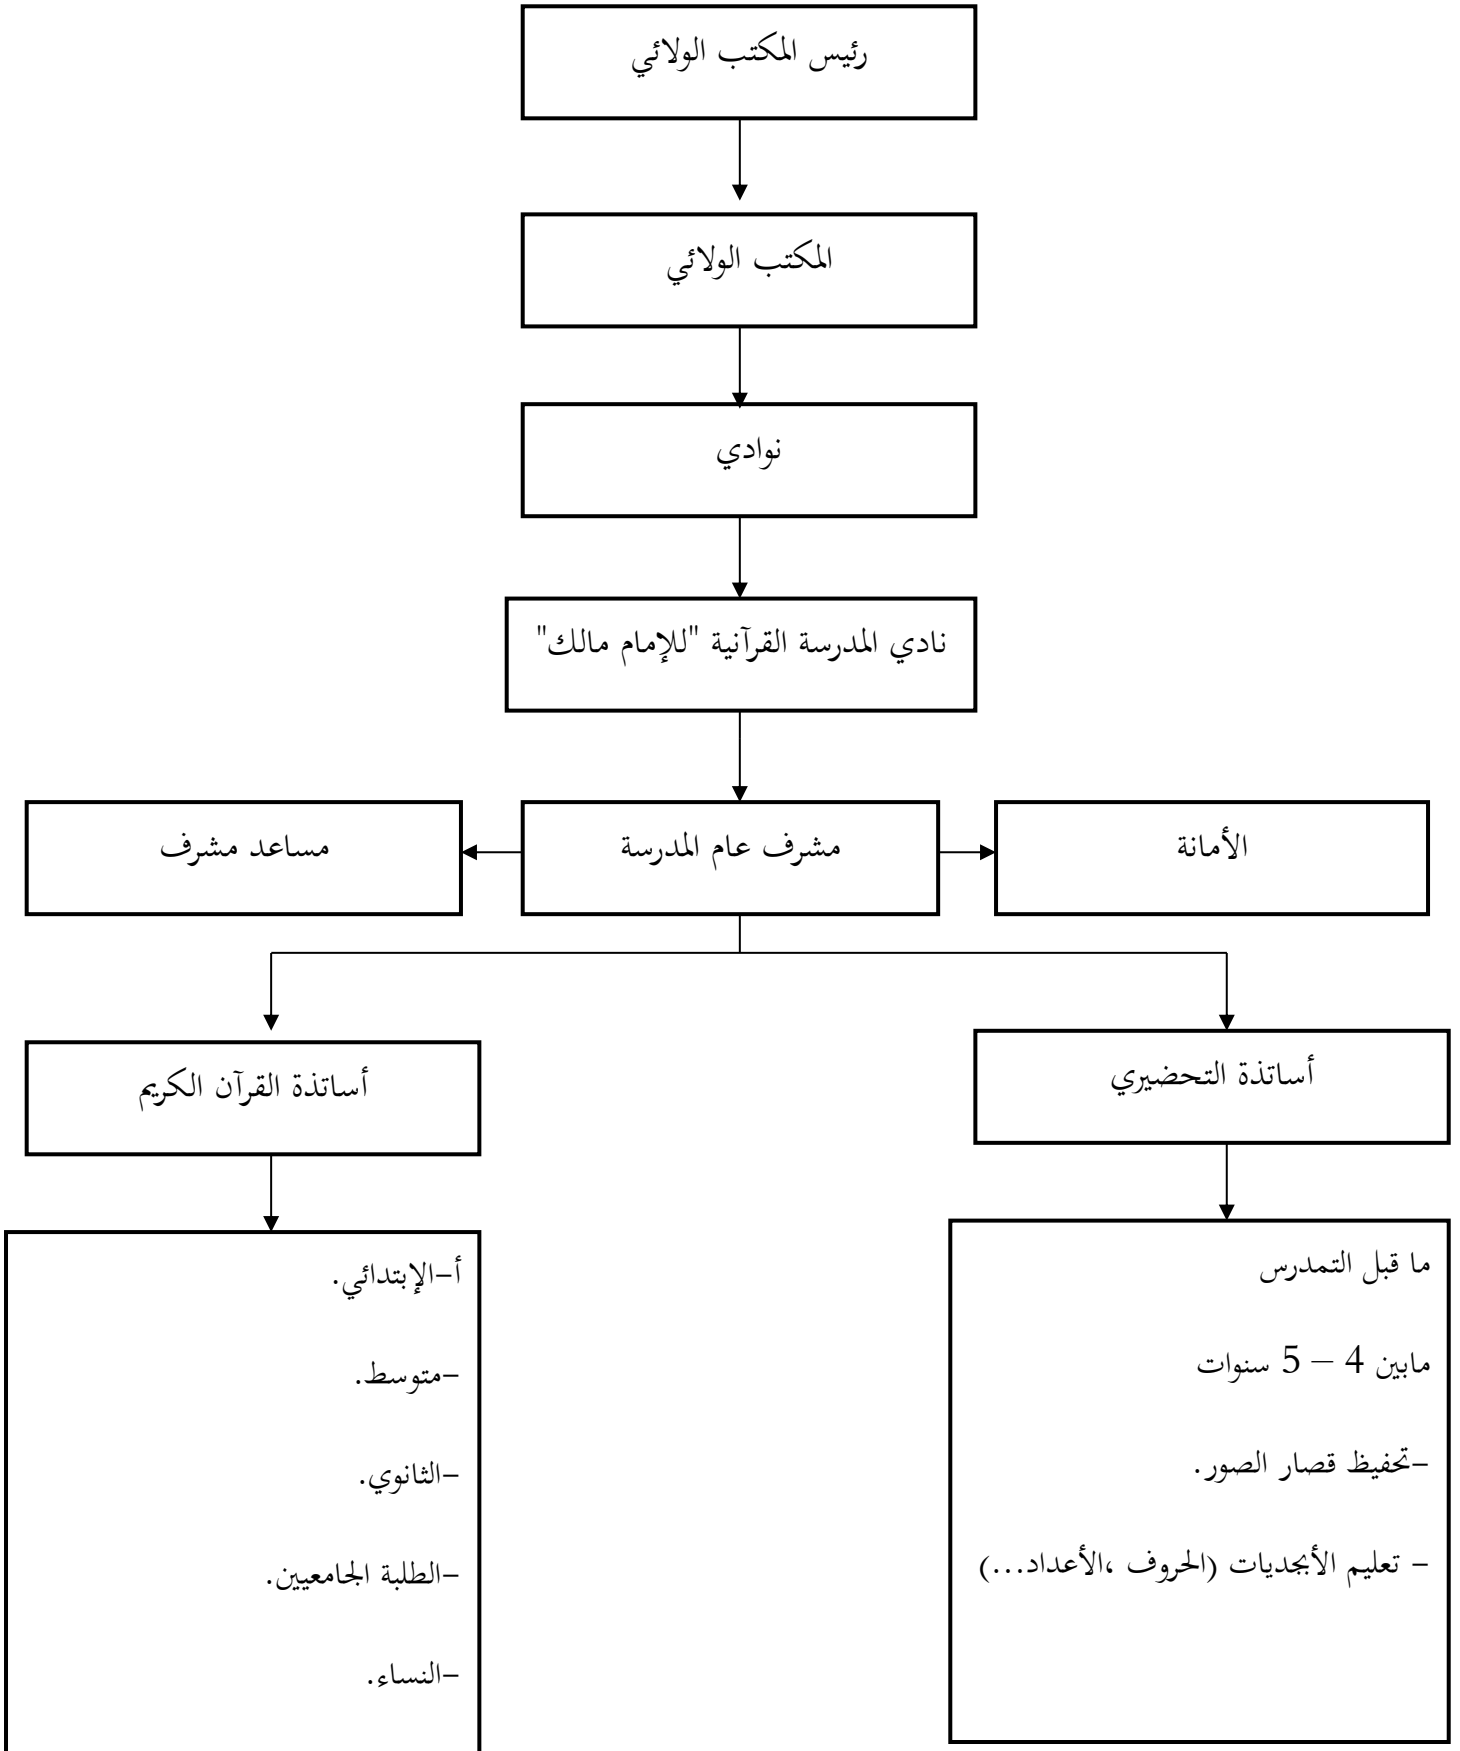 رئيس المكتب الولائي
المكتب الولائي
نوادي
نادي المدرسة القرآنية "للإمام مالك"
الأمانة
مشرف عام المدرسة
مساعد مشرف
أساتذة التحضيري
أساتذة القرآن الكريم
ما قبل التمدرس
مابين 4 – 5 سنوات
-تحفيظ قصار الصور.
- تعليم الأبجديات (الحروف ،الأعداد...)
أ-الإبتدائي.
-متوسط.
-الثانوي.
-الطلبة الجامعيين.
-النساء.